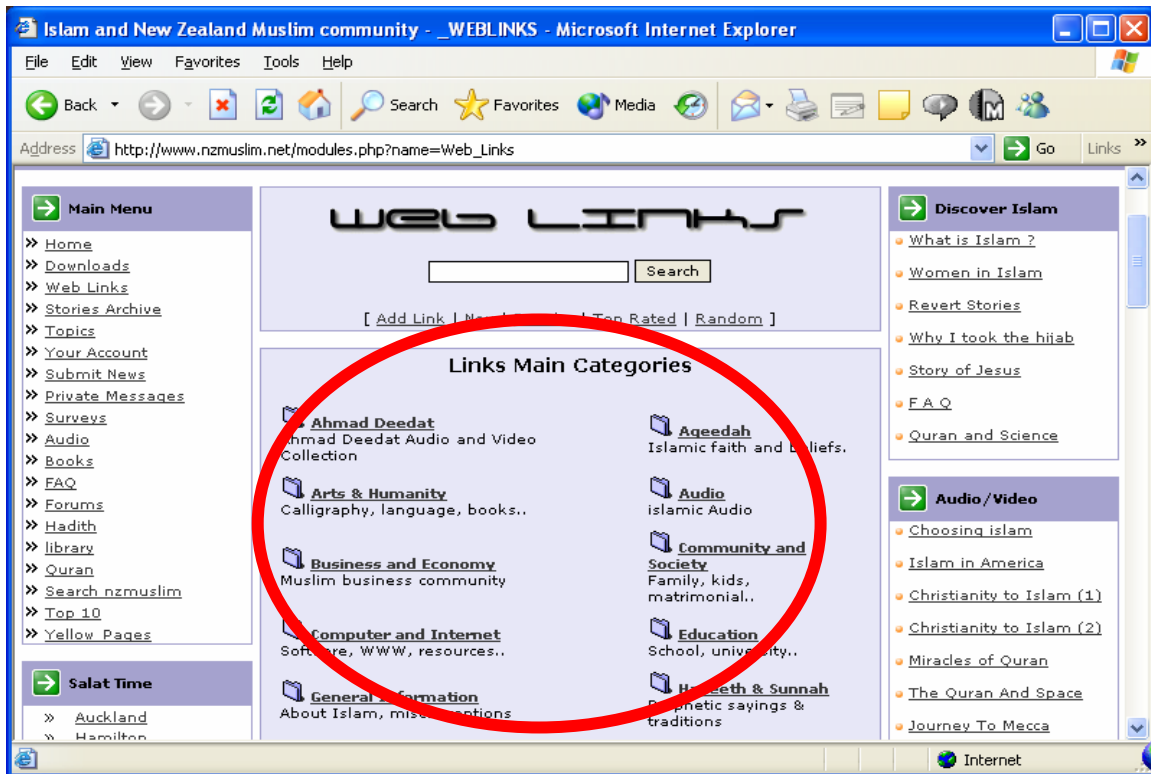 Islam and New Zealand Muslim community - _WEBLINKS - Microsoft Internet Explorer
File Edit View Favorites Tools Help
Back Search Favorites Media
Address http://www.nzmuslim.net/modules.php?name=Web_Links Go Links »
Main Menu
» Home
» Downloads
» Web Links
» Stories Archive
» Topics
» Your Account
» Submit News
» Private Messages
» Surveys
» Audio
» Books
» FAQ
» Forums
» Hadith
» library
» Quran
» Search nzmuslim
» Top 10
» Yellow Pages
Salat Time
» Auckland
» Hamilton
web links
Search
[ Add Link | | Top Rated | Random ]
Links Main Categories
Ahmad Deedat
Ahmad Deedat Audio and Video
Collection
Aqeedah
Islamic faith and beliefs.
Arts & Humanity
Calligraphy, language, books..
Audio
islamic Audio
Business and Economy
Muslim business community
Community and
Society
Family, kids,
matrimonial..
Computer and Internet
Software, WWW, resources..
Education
School, university..
General Information
About Islam, misconceptions
Hadeeth & Sunnah
Prophetic sayings &
traditions
Discover Islam
What is Islam ?
Women in Islam
Revert Stories
Why I took the hijab
Story of Jesus
F A Q
Quran and Science
Audio/Video
Choosing islam
Islam in America
Christianity to Islam (1)
Christianity to Islam (2)
Miracles of Quran
The Quran And Space
Journey To Mecca
Internet